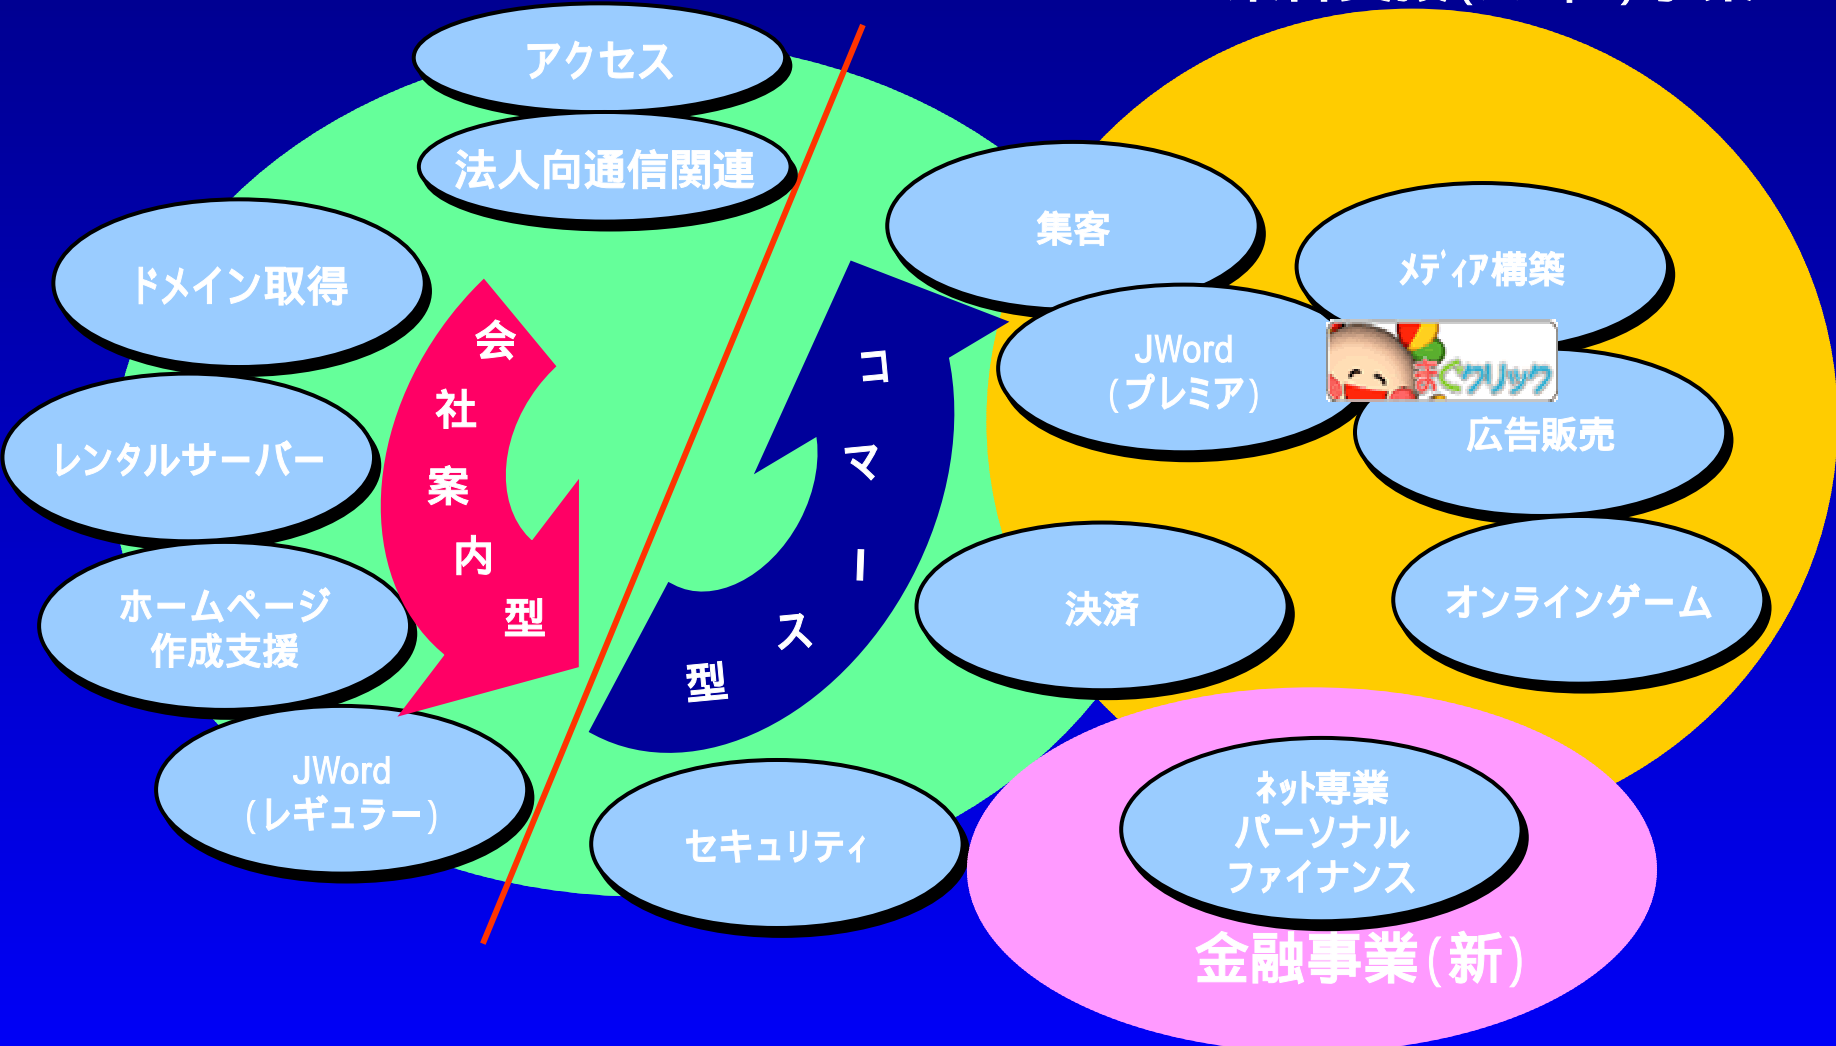 アクセス
法人向通信関連
集客
ﾒﾃﾞｨｱ構築
ドメイン取得
会社案内型
コマース型
JWord
(プレミア)
まぐクリック
広告販売
レンタルサーバー
ホームページ
作成支援
決済
オンラインゲーム
JWord
(レギュラー)
セキュリティ
ﾈｯﾄ専業
パーソナル
ファイナンス
金融事業(新)